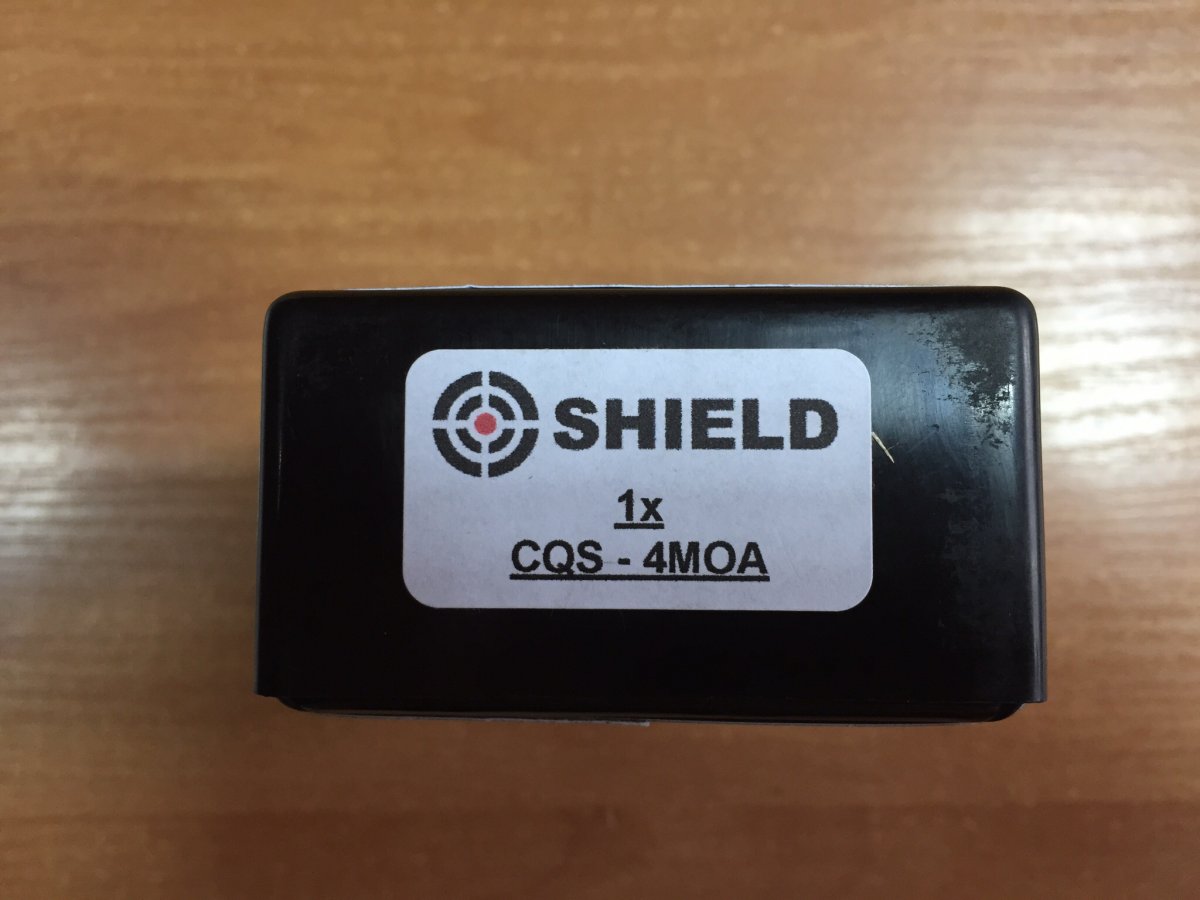 SHIELD
1x
CQS - 4MOA